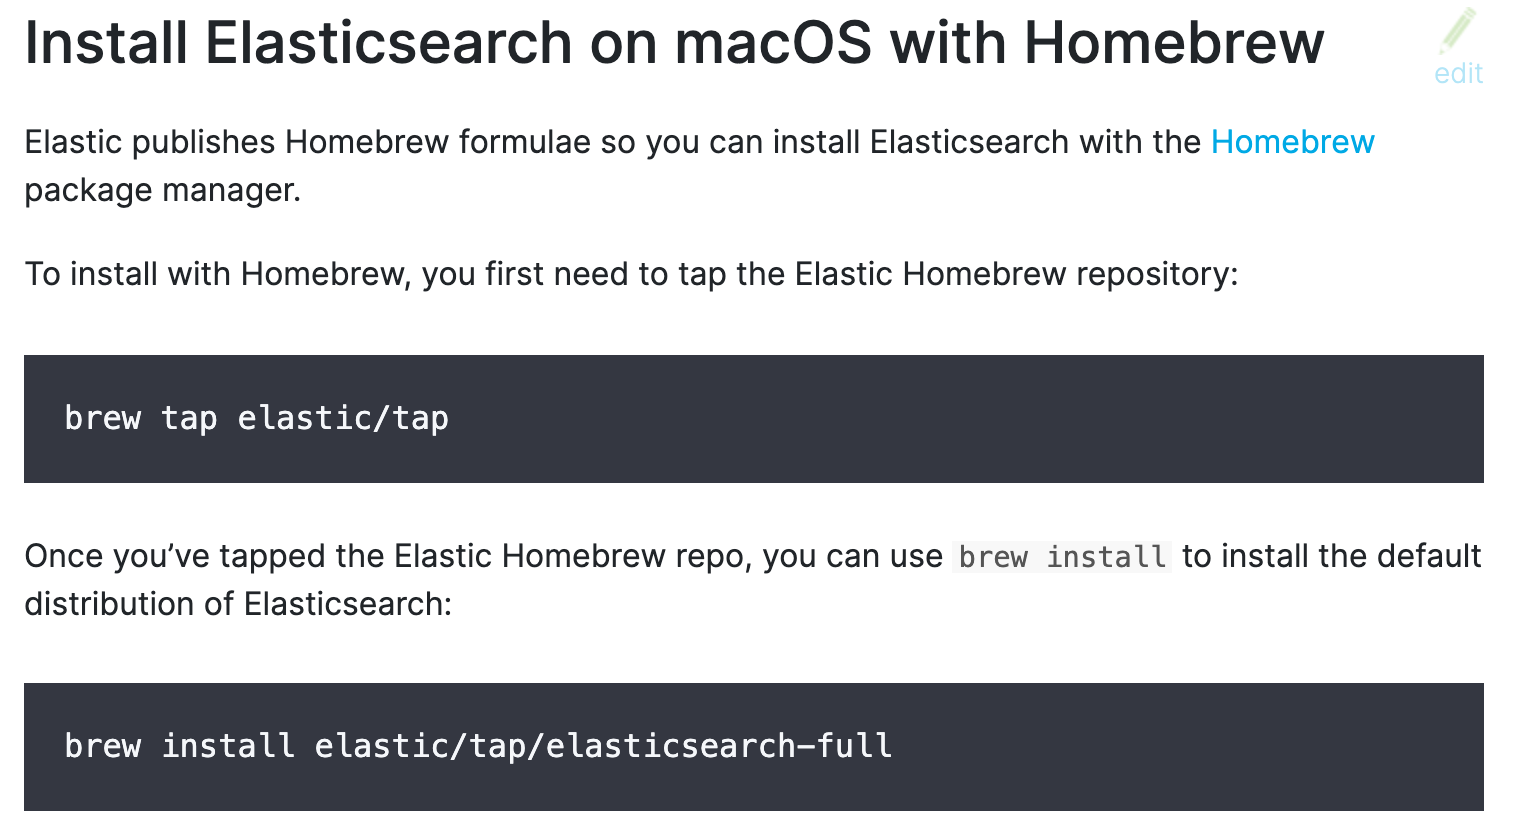 Install Elasticsearch on macOS with Homebrew
edit
Elastic publishes Homebrew formulae so you can install Elasticsearch with the Homebrew
package manager.
To install with Homebrew, you first need to tap the Elastic Homebrew repository:
brew tap elastic/tap
Once you’ve tapped the Elastic Homebrew repo, you can use brew install to install the default
distribution of Elasticsearch:
brew install elastic/tap/elasticsearch-full